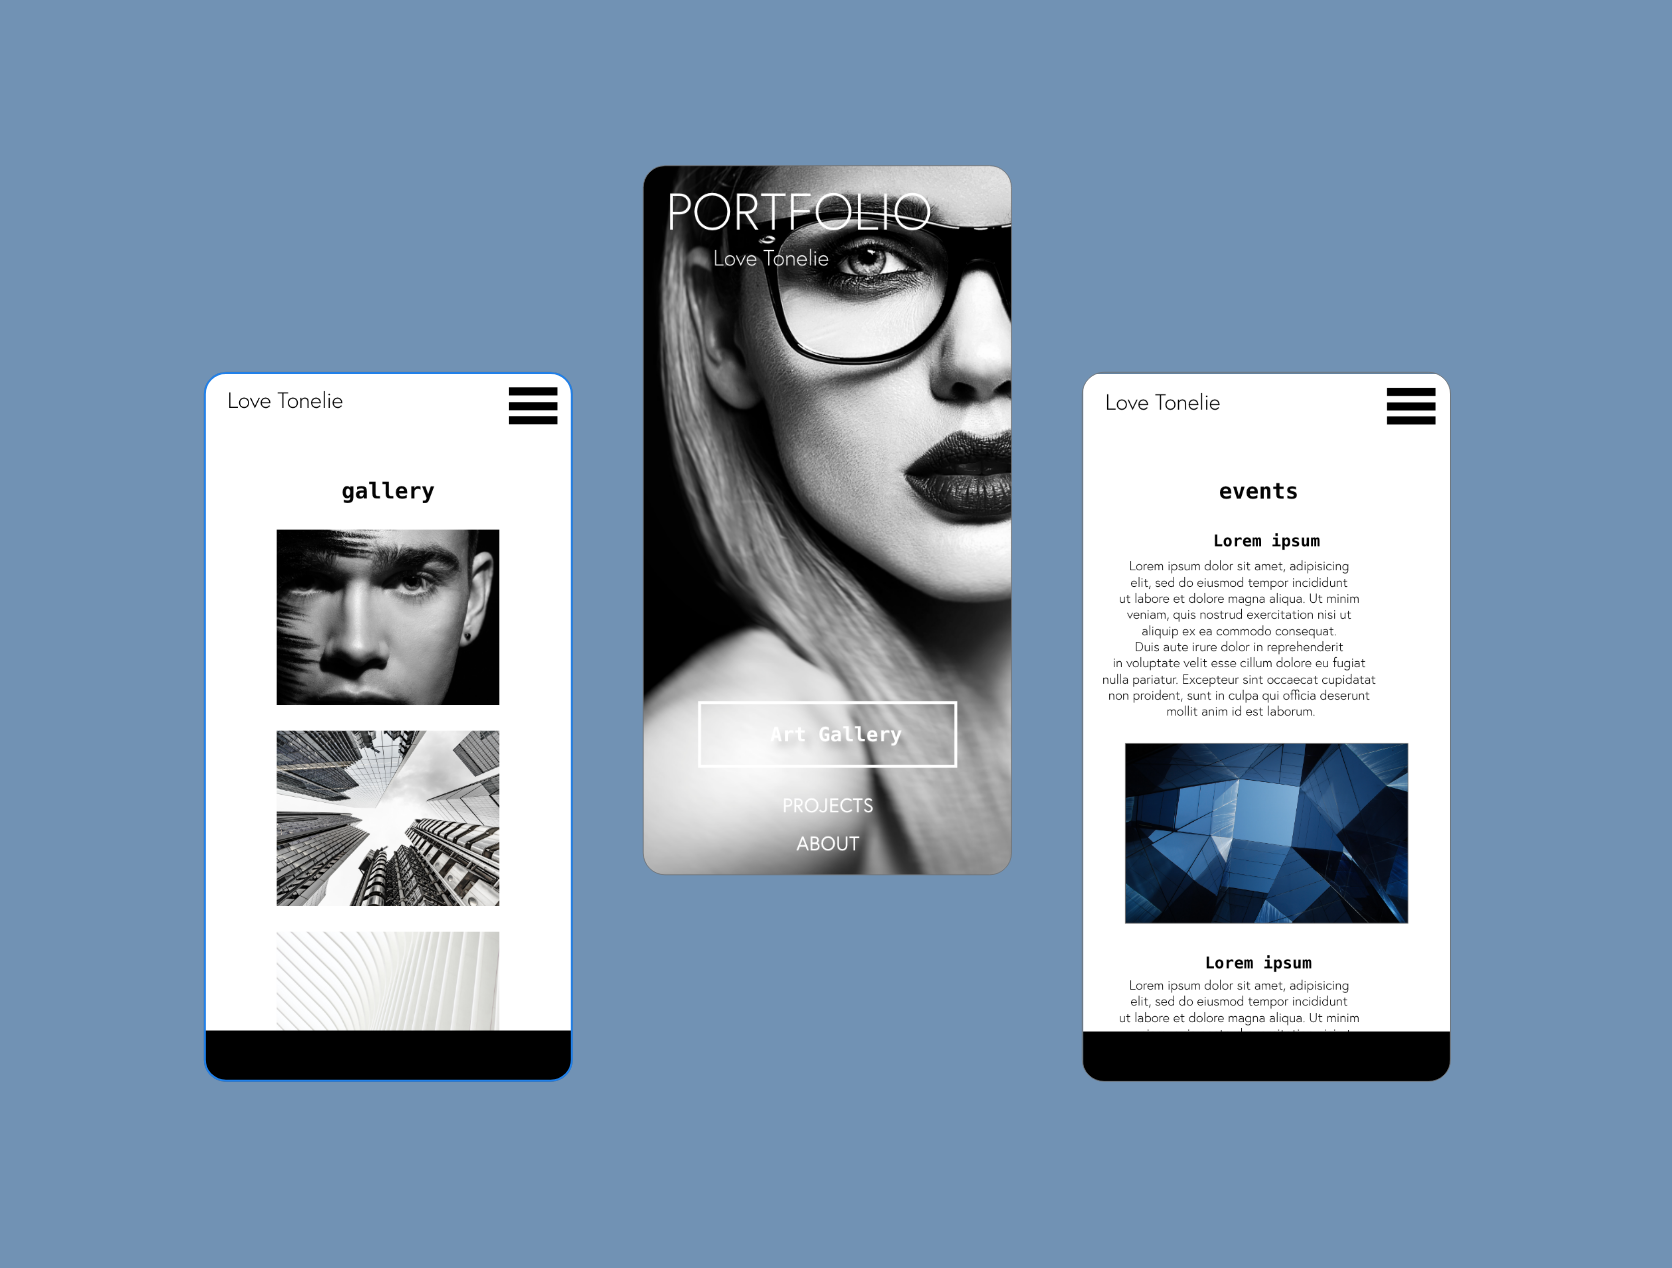 Love Tonelie
gallery
PORTFOLIO
Love Tonelie
Art Gallery
PROJECTS
ABOUT
Love Tonelie
events
Lorem ipsum
Lorem ipsum dolor sit amet, adipisicing
elit, sed do eiusmod tempor incididunt
ut labore et dolore magna aliqua. Ut minim
veniam, quis nostrud exercitation nisi ut
aliquip ex ea commodo consequat.
Duis aute irure dolor in reprehenderit
in voluptate velit esse cillum dolore eu fugiat
nulla pariatur. Excepteur sint occaecat cupidatat
non proident, sunt in culpa qui officia deserunt
mollit anim id est laborum.
Lorem ipsum
Lorem ipsum dolor sit amet, adipisicing
elit, sed do eiusmod tempor incididunt
ut labore et dolore magna aliqua. Ut minim